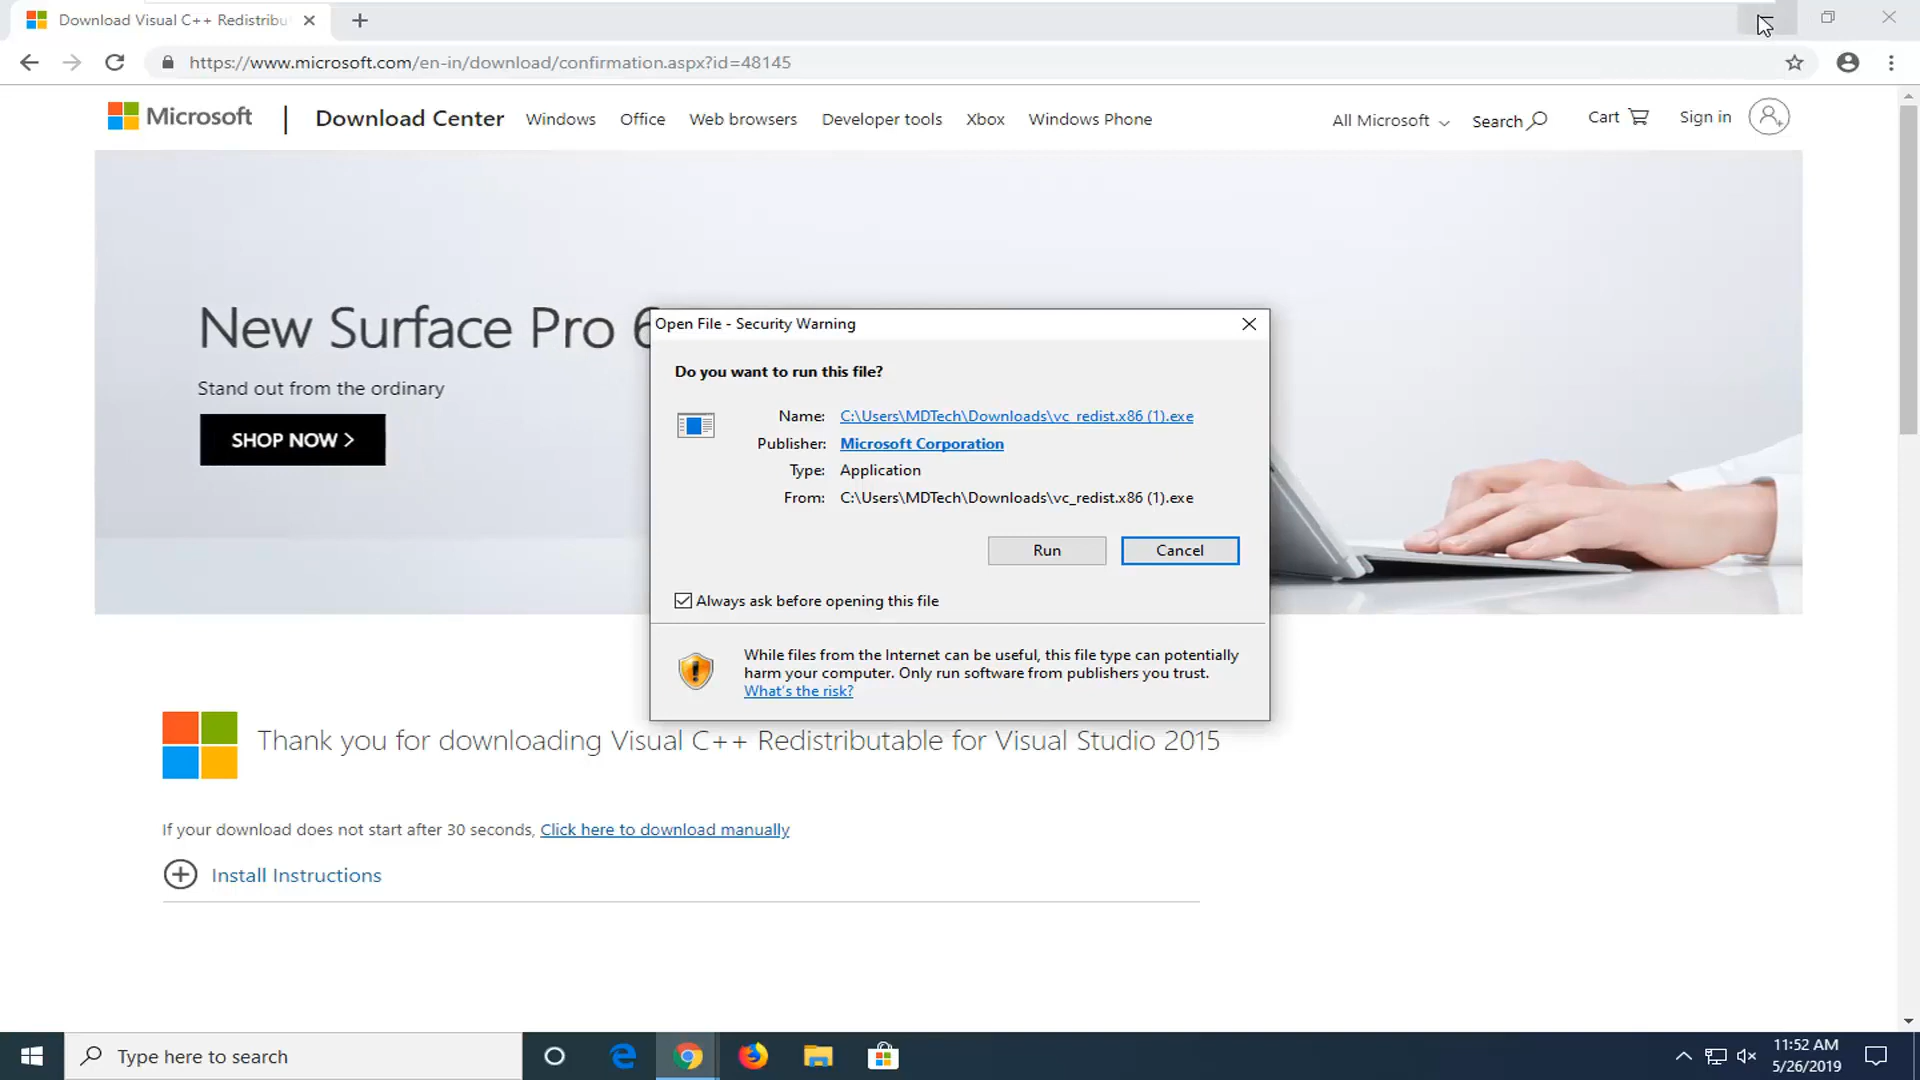 Download Visual C++ Redistribu
https://www.microsoft.com/en-in/download/confirmation.aspx?id=48145
Microsoft
Download Center
Windows
Office
Web browsers
Developer tools
Xbox
Windows Phone
All Microsoft
Search
Cart
Sign in
New Surface Pro 6
Stand out from the ordinary
SHOP NOW >
Open File - Security Warning
Do you want to run this file?
Name: C:\Users\MDTech\Downloads\vc_redist.x86 (1).exe
Publisher: Microsoft Corporation
Type: Application
From: C:\Users\MDTech\Downloads\vc_redist.x86 (1).exe
Run
Cancel
Always ask before opening this file
While files from the Internet can be useful, this file type can potentially
harm your computer. Only run software from publishers you trust.
What's the risk?
Thank you for downloading Visual C++ Redistributable for Visual Studio 2015
If your download does not start after 30 seconds, Click here to download manually
Install Instructions
Type here to search
11:52 AM
5/26/2019